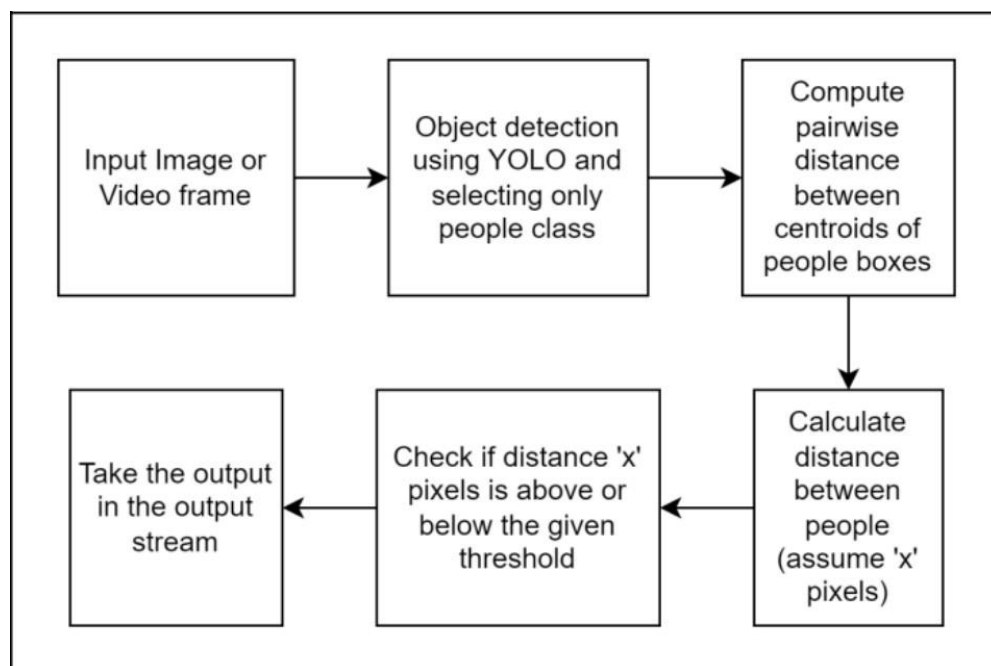 Input Image or
Video frame
Object detection
using YOLO and
selecting only
people class
Compute
pairwise
distance
between
centroids of
people boxes
Calculate
distance
between
people
(assume 'x'
pixels)
Check if distance 'x'
pixels is above or
below the given
threshold
Take the output
in the output
stream